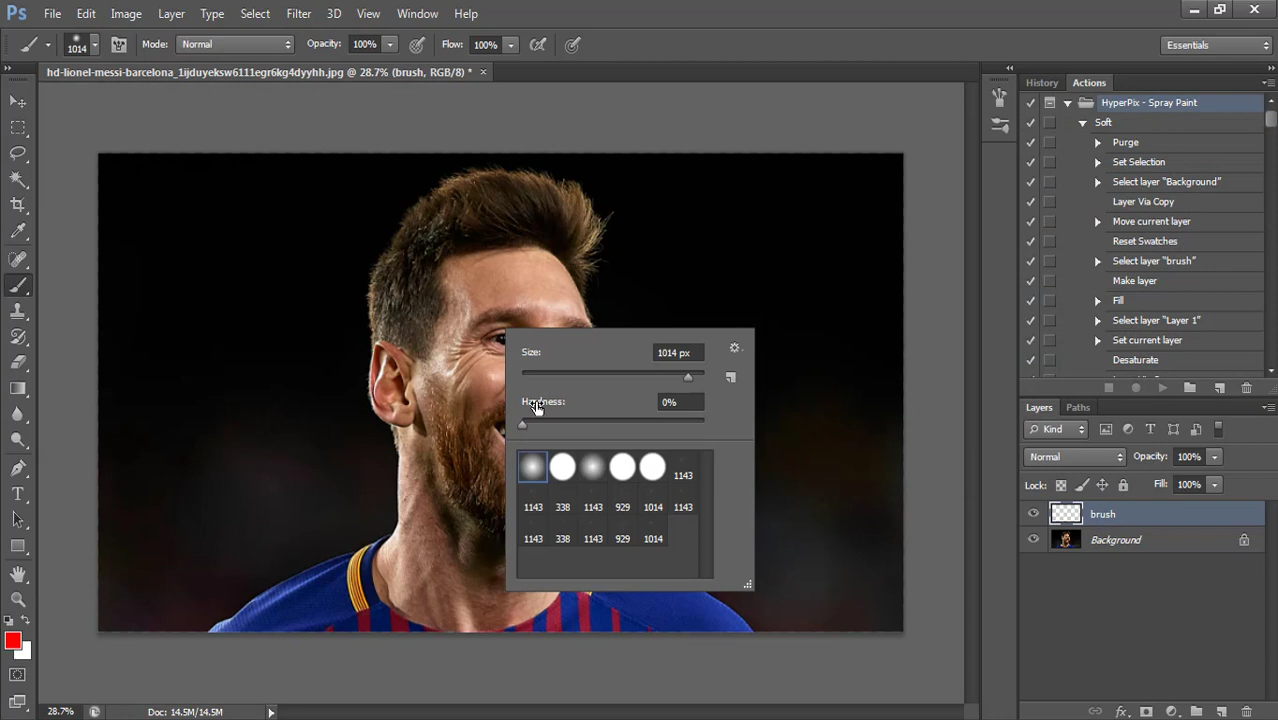 Ps File Edit Image Layer Type Select Filter 3D View Window Help
1014 Mode: Normal Opacity: 100% Flow: 100% Essentials
hd-lionel-messi-barcelona_1ijduyeksw6111egr6kg4dyyhh.jpg @ 28.7% (brush, RGB/8) *
History Actions
HyperPix - Spray Paint
Soft
Purge
Set Selection
Select layer "Background"
Layer Via Copy
Move current layer
Reset Swatches
Select layer "brush"
Make layer
Fill
Select layer "Layer 1"
Set current layer
Desaturate
Size: 1014 px
Hardness: 0%
1143
1143 338 1143 929 1014 1143
1143 338 1143 929 1014
Layers Paths
Kind
Normal Opacity: 100%
Lock: Fill: 100%
brush
Background
T
28.7% Doc: 14.5M/14.5M
fx